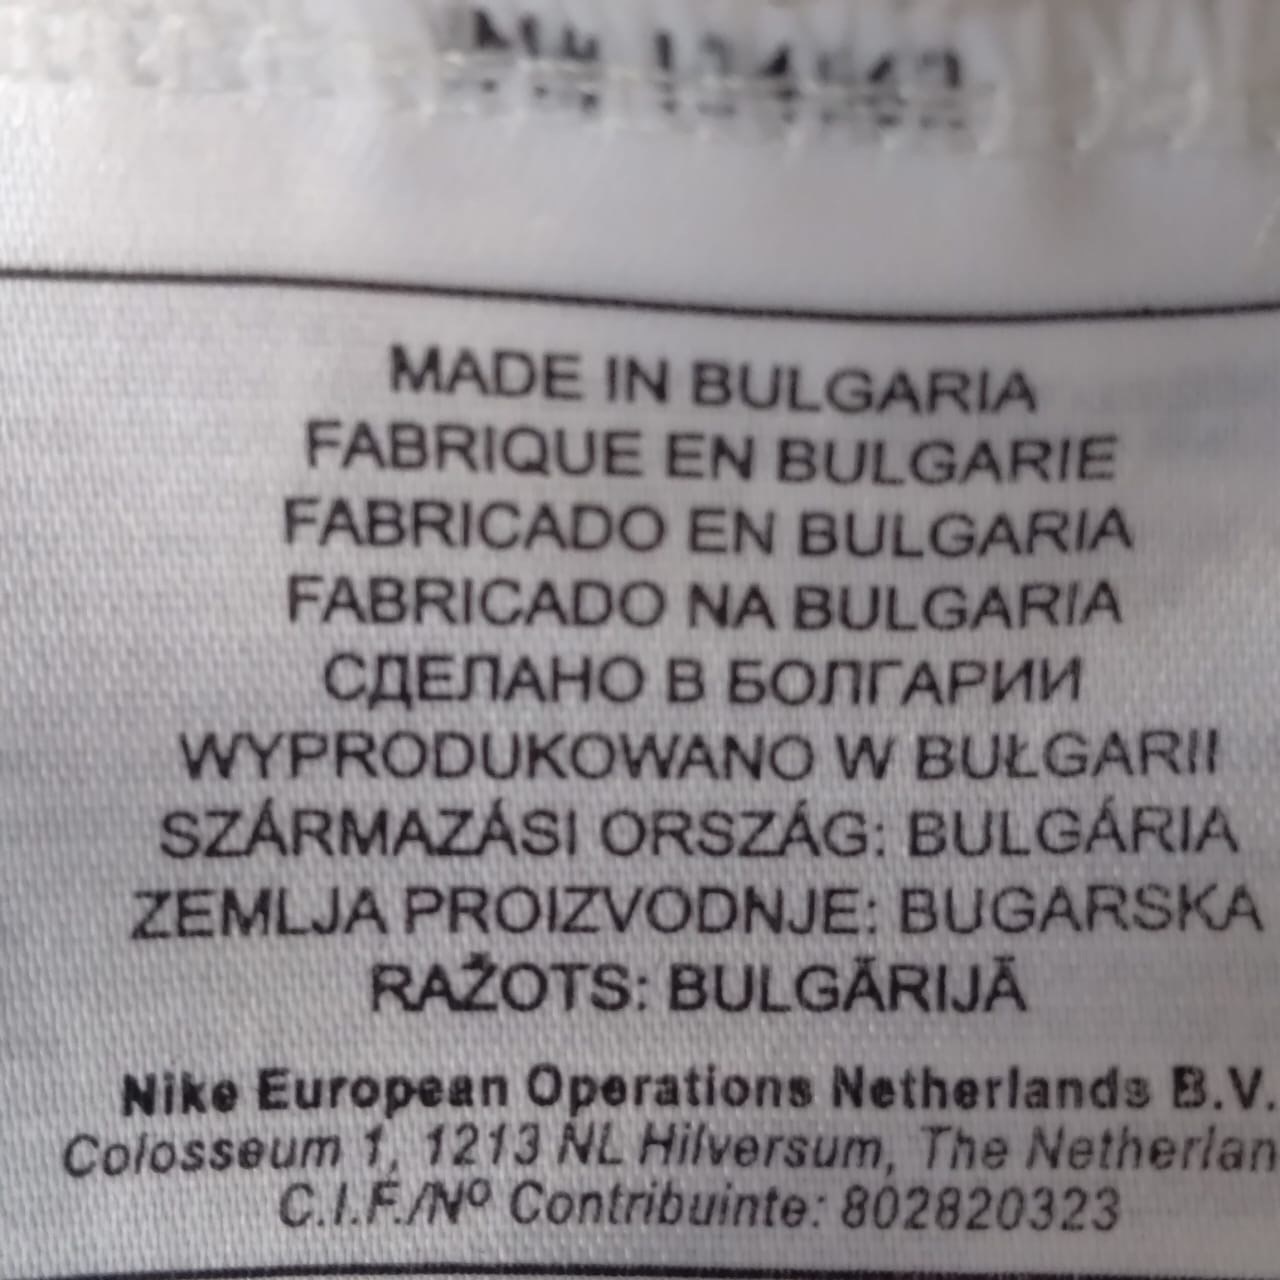 MADE IN BULGARIA
FABRIQUE EN BULGARIE
FABRICADO EN BULGARIA
FABRICADO NA BULGARIA
СДЕЛАНО В БОЛГАРИИ
WYPRODUKOWANO W BUŁGARII
SZÁRMAZÁSI ORSZÁG: BULGÁRIA
ZEMLJA PROIZVODNJE: BUGARSKA
RAŽOTS: BULGĀRIJĀ
Nike European Operations Netherlands B.V.
Colosseum 1, 1213 NL Hilversum, The Netherlan
C.I.F./Nº Contribuinte: 802820323